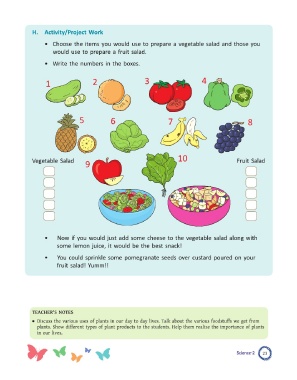 H. Activity/Project Work
• Choose the items you would use to prepare a vegetable salad and those you
would use to prepare a fruit salad.
• Write the numbers in the boxes.
1 2 3 4
5 6 7 8
Vegetable Salad 9 10 Fruit Salad
• Now if you would just add some cheese to the vegetable salad along with
some lemon juice, it would be the best snack!
• You could sprinkle some pomegranate seeds over custard poured on your
fruit salad! Yumm!!
TEACHER'S NOTES
• Discuss the various uses of plants in our day to day lives. Talk about the various foodstuffs we get from
plants. Show different types of plant products to the students. Help them realise the importance of plants
in our lives.
Science-2 21